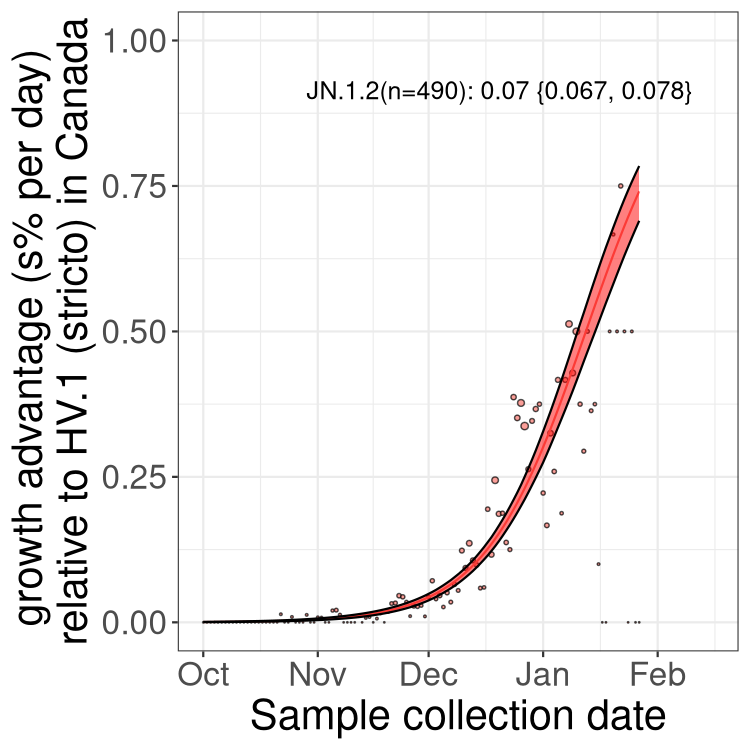 growth advantage (s% per day)
relative to HV.1 (stricto) in Canada
1.00
0.75
0.50
0.25
0.00
JN.1.2(n=490): 0.07 {0.067, 0.078}
Oct Nov Dec Jan Feb
Sample collection date